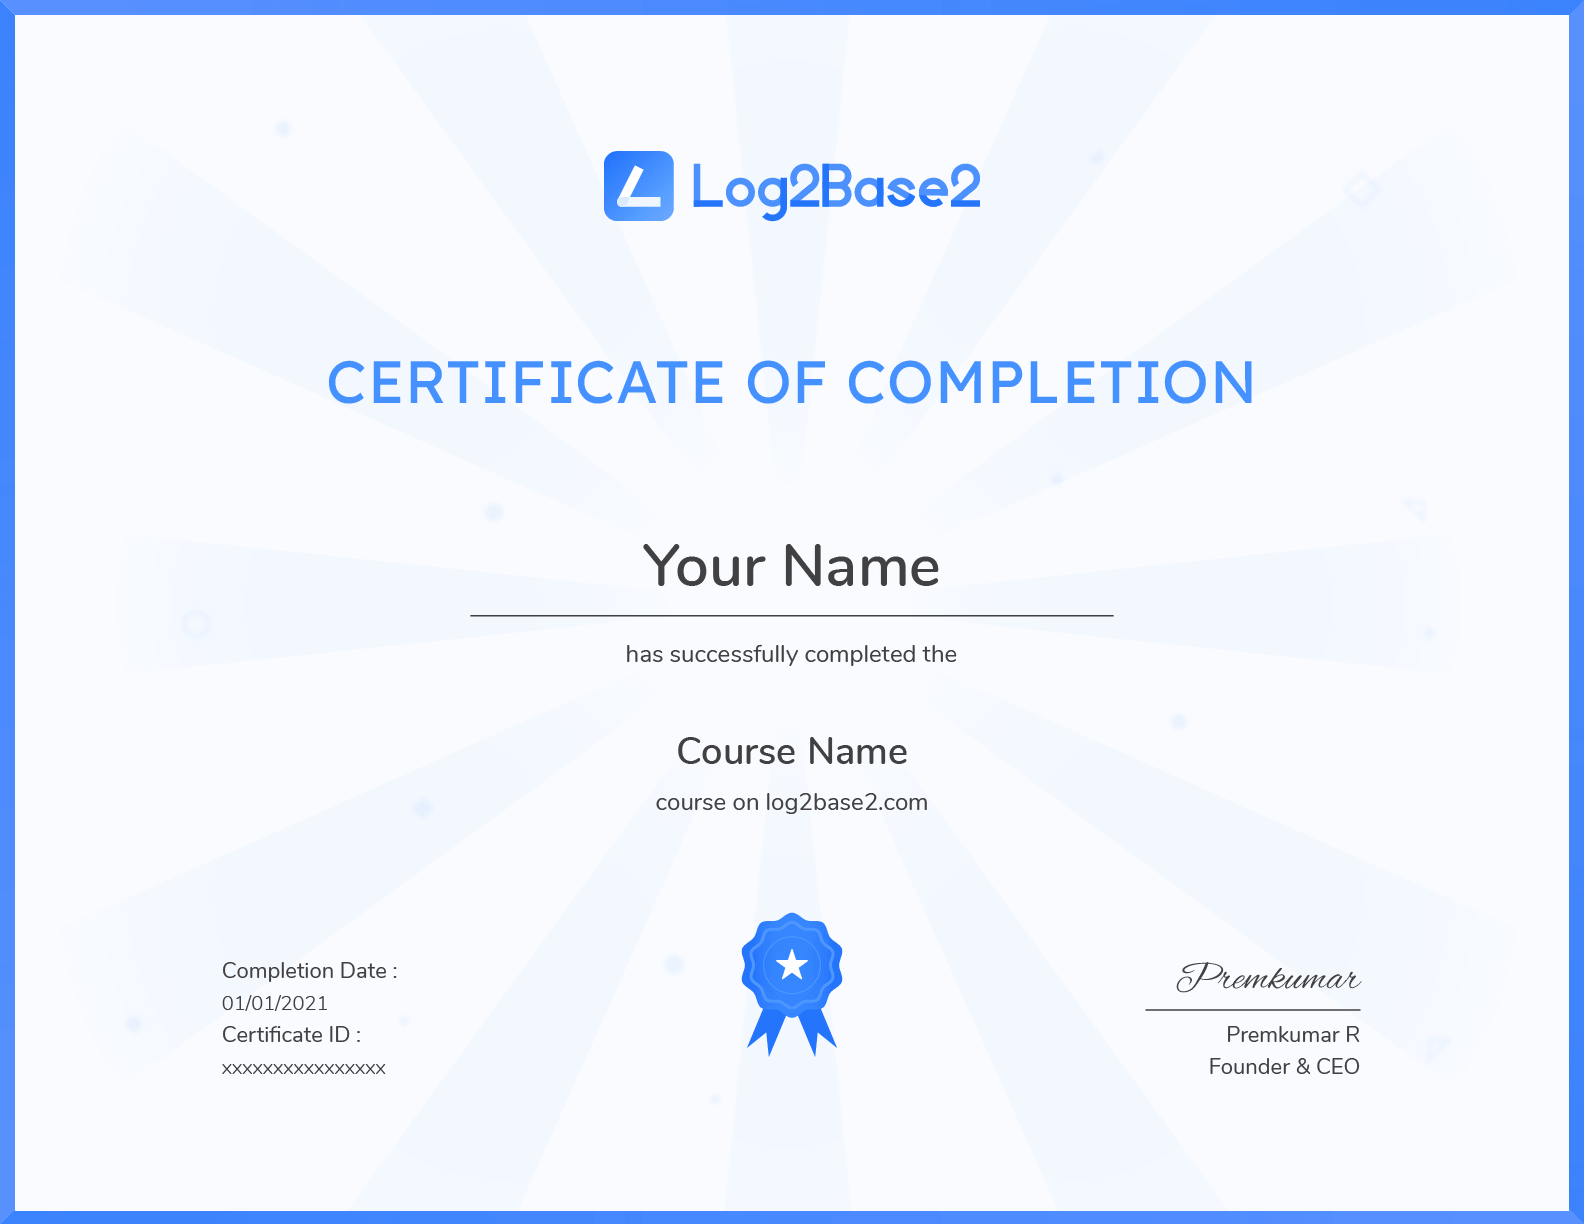 Log2Base2
CERTIFICATE OF COMPLETION
Your Name
has successfully completed the
Course Name
course on log2base2.com
Completion Date :
01/01/2021
Certificate ID :
xxxxxxxxxxxxxxxx
Premkumar
Premkumar R
Founder & CEO